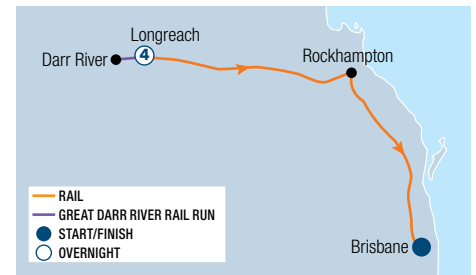 Longreach
Darr River
4
Rockhampton
RAIL
GREAT DARR RIVER RAIL RUN
START/FINISH
OVERNIGHT
Brisbane